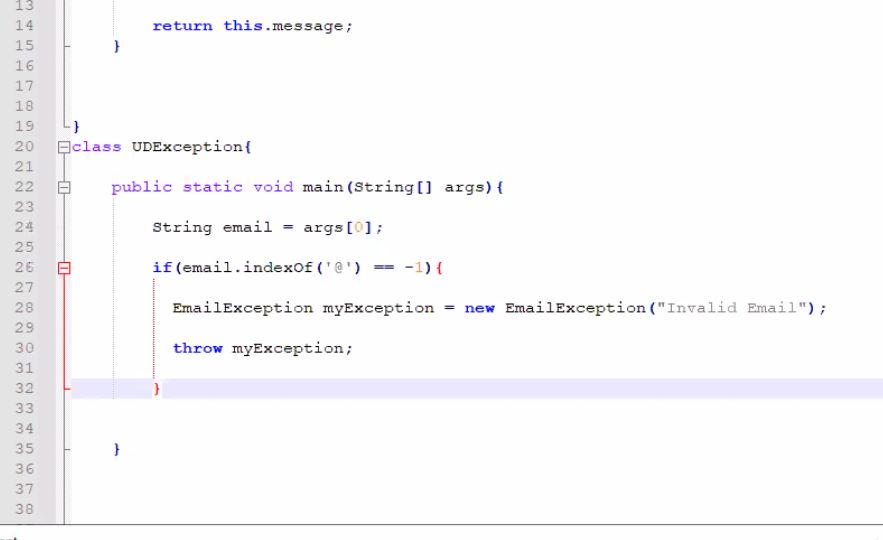 13
14 return this.message;
15 }
16
17
18
19 }
20 class UDException{
21
22 public static void main(String[] args){
23
24 String email = args[0];
25
26 if(email.indexOf('@') == -1){
27
28 EmailException myException = new EmailException("Invalid Email");
29
30 throw myException;
31
32 }
33
34
35 }
36
37
38